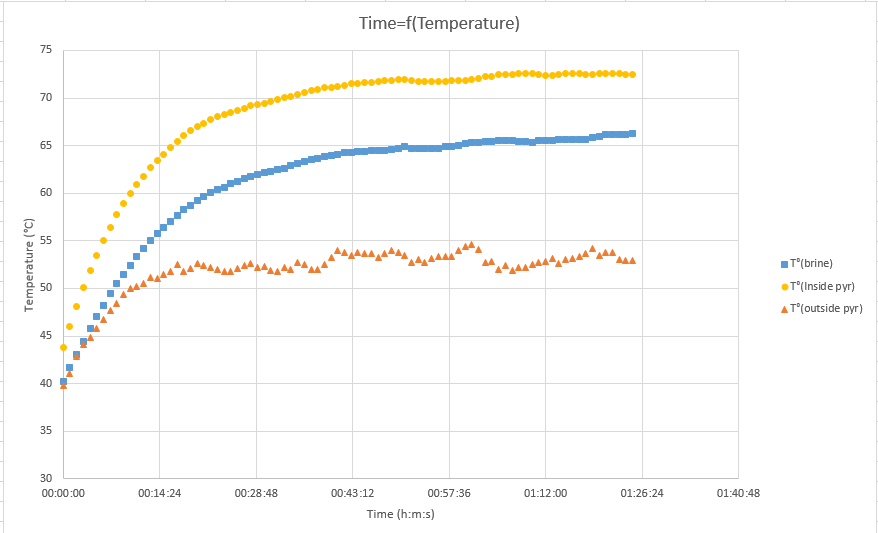 Time=f(Temperature)
75
70
65
60
55
50
45
40
35
30
Temperature (°C)
00:00:00 00:14:24 00:28:48 00:43:12 00:57:36 01:12:00 01:26:24 01:40:48
Time (h:m:s)
T°(brine)
T°(Inside pyr)
T°(outside pyr)